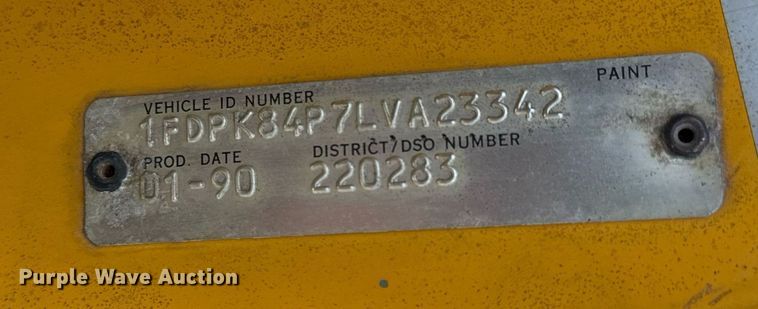 PAINT
VEHICLE ID NUMBER
1FDPK84P7LVA23342
PROD. DATE DISTRICT/DSO NUMBER
01-90 220283
Purple Wave Auction